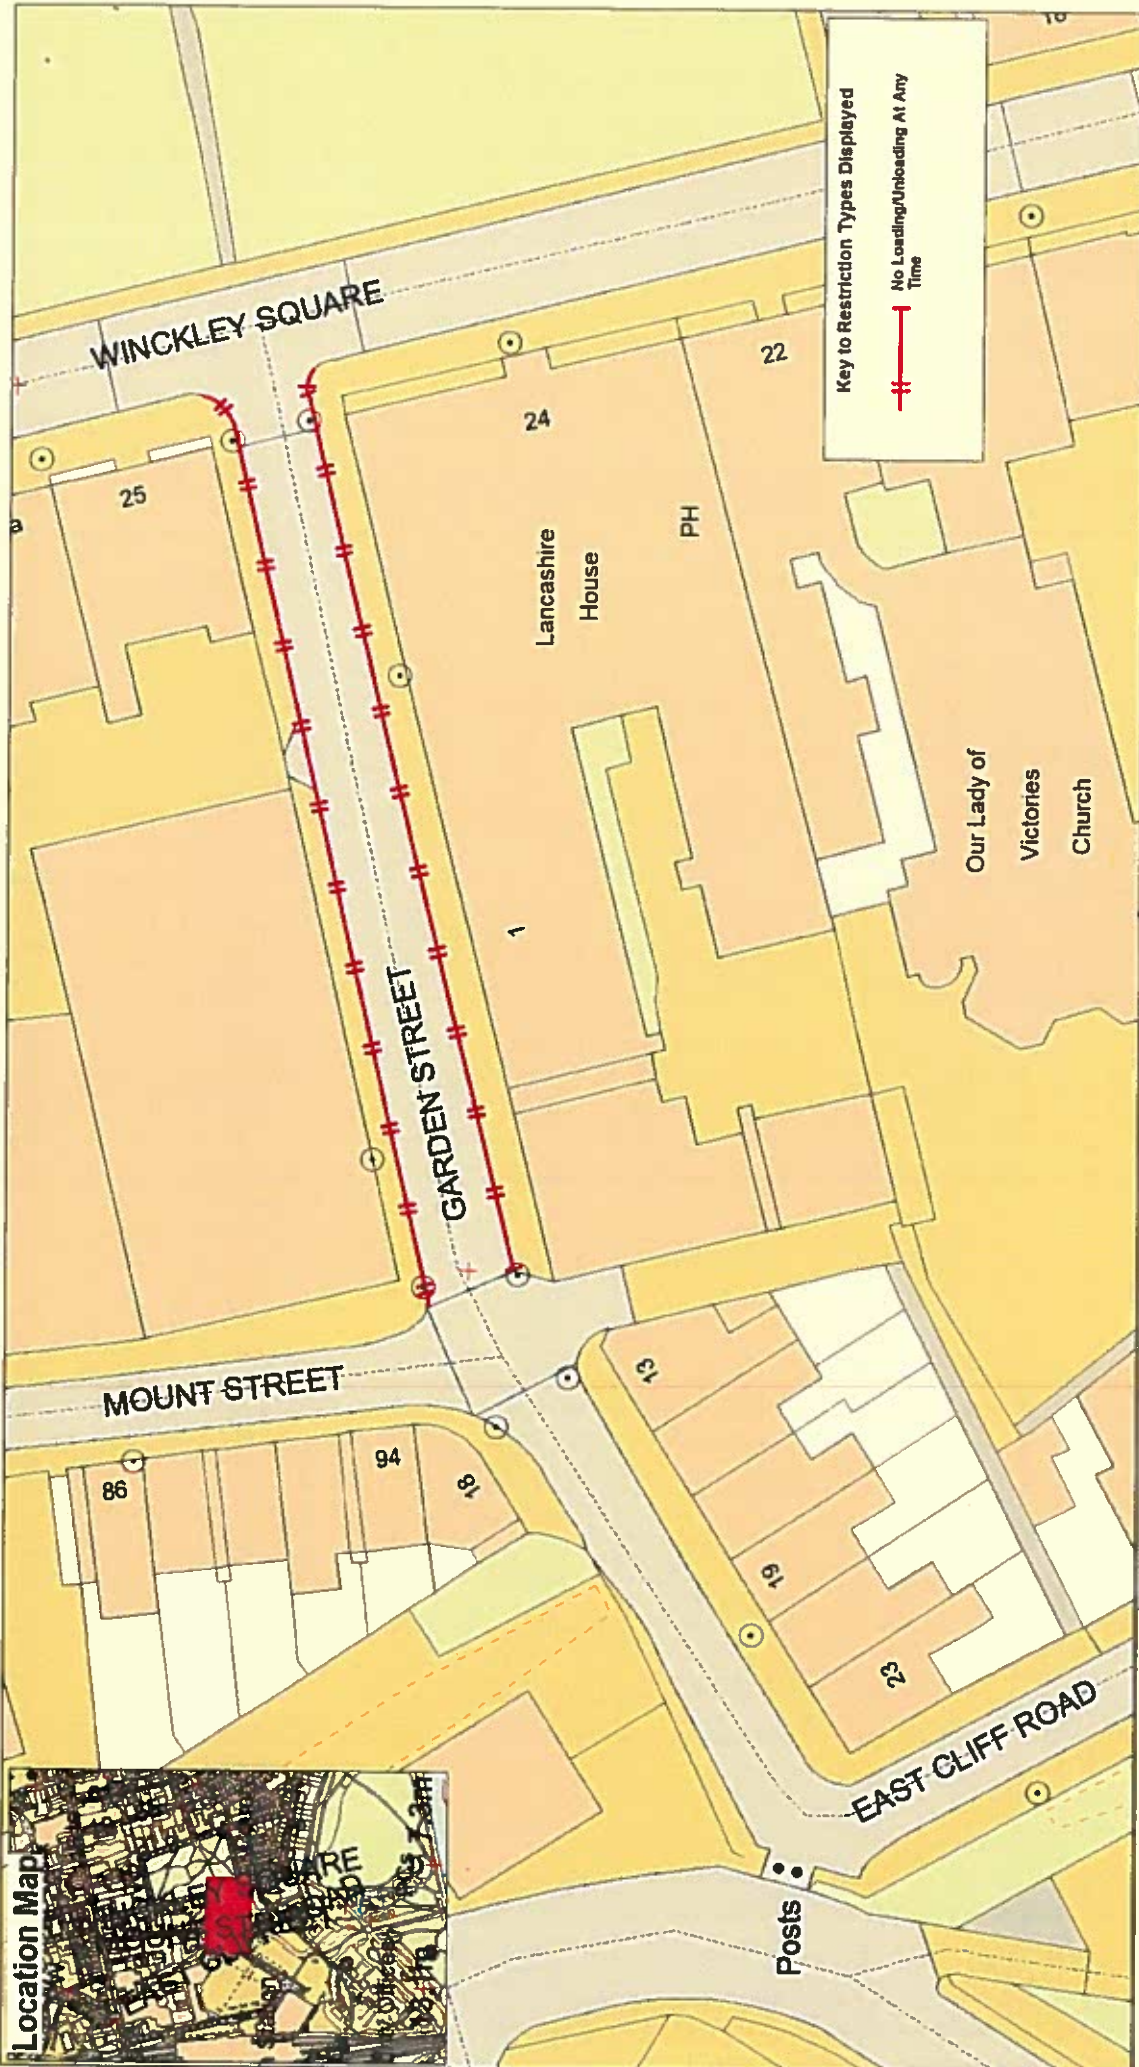 Location Map
WINCKLEY SQUARE
GARDEN STREET
MOUNT STREET
EAST CLIFF ROAD
25
24
22
Lancashire
House
PH
1
Our Lady of
Victories
Church
86
94
18
13
19
23
Posts
a
Key to Restriction Types Displayed
No Loading/Unloading At Any
Time